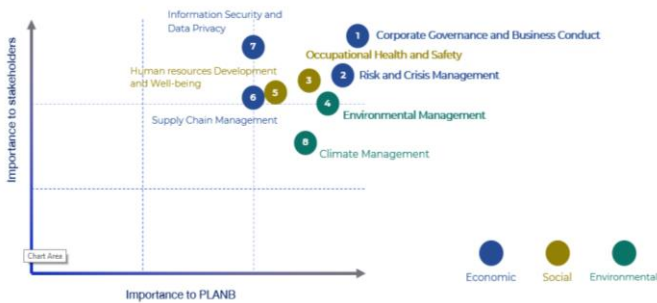 Information Security and
Data Privacy
7
1
Corporate Governance and Business Conduct
Occupational Health and Safety
Human resources Development
and Well-being
3
2
Risk and Crisis Management
6
5
4
Supply Chain Management
Environmental Management
8
Climate Management
Importance to stakeholders
Chart Area
Importance to PLANB
Economic
Social
Environmental